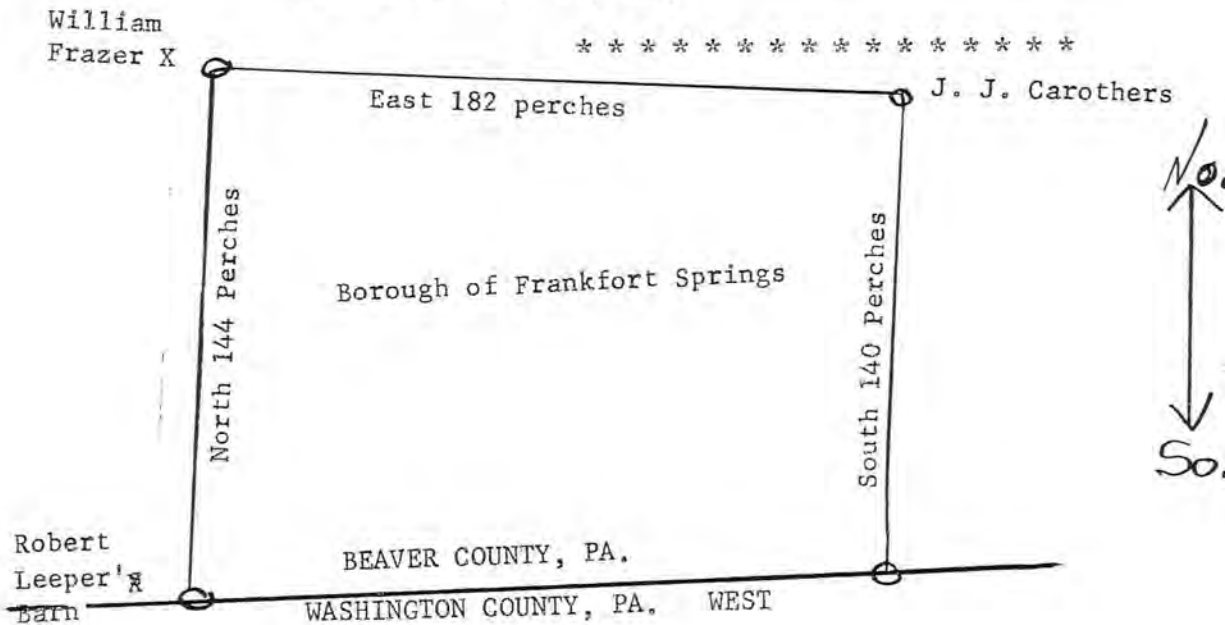 William
Frazer X
* * * * * * * * * * * * * * * *
J. J. Carothers
East 182 perches
No.
North 144 Perches
Borough of Frankfort Springs
South 140 Perches
So.
Robert
Leeper's
Barn
BEAVER COUNTY, PA.
WASHINGTON COUNTY, PA. WEST